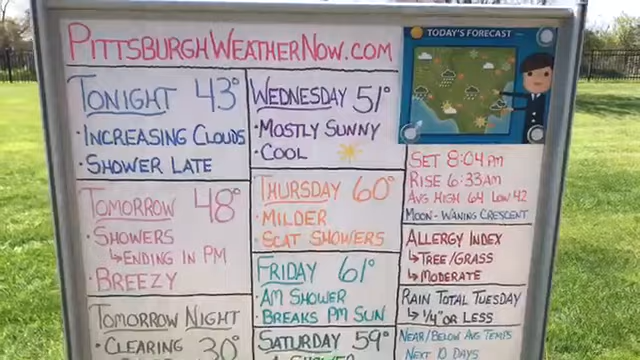 PITTSBURGHWEATHERNOW.COM
TODAY'S FORECAST
TONIGHT 43°
• INCREASING CLOUDS
• SHOWER LATE
TOMORROW 48°
• SHOWERS
↳ ENDING IN PM
• BREEZY
TOMORROW NIGHT
• CLEARING 30°
WEDNESDAY 51°
• MOSTLY SUNNY
• COOL
THURSDAY 60°
• MILDER
• SCAT SHOWERS
FRIDAY 61°
• AM SHOWER
• BREAKS PM SUN
SATURDAY 59°
SET 8:04 PM
RISE 6:33 AM
AVG HIGH 64 LOW 42
MOON - WANING CRESCENT
ALLERGY INDEX
↳ TREE/GRASS
↳ MODERATE
RAIN TOTAL TUESDAY
↳ 1/4" OR LESS
NEAR/BELOW AVG TEMPS
NEXT 10 DAYS